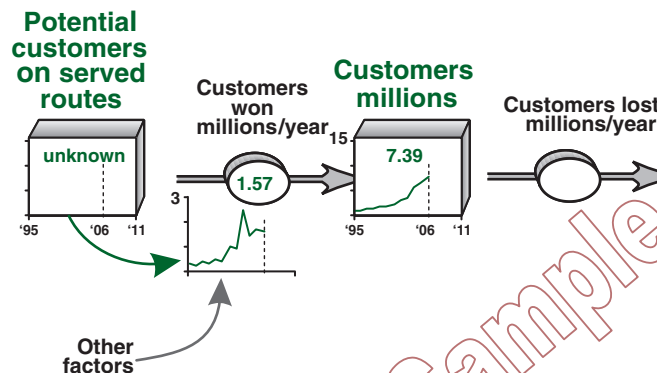 Potential
customers
on served
routes
unknown
'95
'06
'11
Customers
won
millions/year
1.57
3
Customers
millions
15
7.39
'95
'06
'11
Customers lost
millions/year
Other
factors
Sample